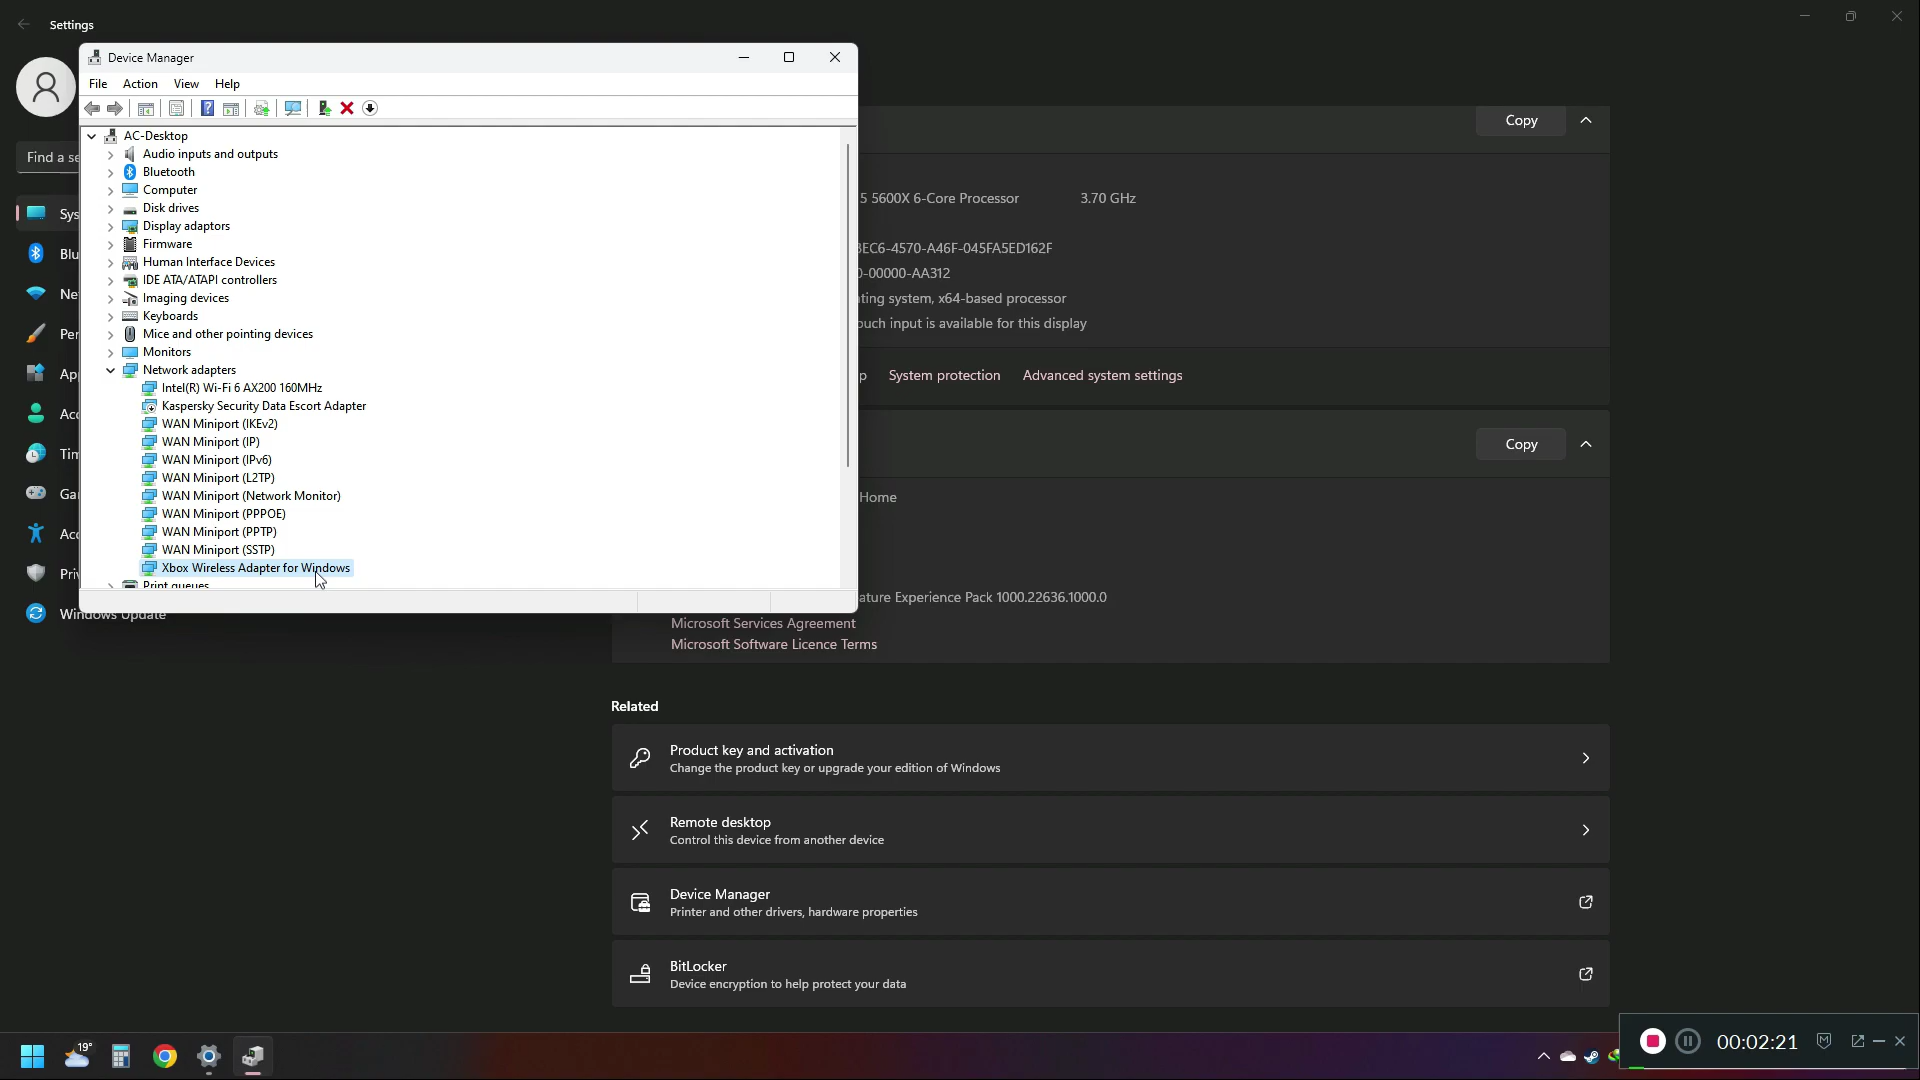 Settings
Device Manager
File Action View Help
AC-Desktop
Audio inputs and outputs
Bluetooth
Computer
Disk drives
Display adaptors
Firmware
Human Interface Devices
IDE ATA/ATAPI controllers
Imaging devices
Keyboards
Mice and other pointing devices
Monitors
Network adapters
Intel(R) Wi-Fi 6 AX200 160MHz
Kaspersky Security Data Escort Adapter
WAN Miniport (IKEv2)
WAN Miniport (IP)
WAN Miniport (IPv6)
WAN Miniport (L2TP)
WAN Miniport (Network Monitor)
WAN Miniport (PPPOE)
WAN Miniport (PPTP)
WAN Miniport (SSTP)
Xbox Wireless Adapter for Windows
Print queues
Find a se
Sys
Blu
Net
Per
App
Acc
Tim
Gar
Acc
Pri
Windows Update
Copy
5 5600X 6-Core Processor 3.70 GHz
EC6-4570-A46F-045FA5ED162F
-00000-AA312
ting system, x64-based processor
ouch input is available for this display
p System protection Advanced system settings
Copy
Home
ature Experience Pack 1000.22636.1000.0
Microsoft Services Agreement
Microsoft Software Licence Terms
Related
Product key and activation
Change the product key or upgrade your edition of Windows
Remote desktop
Control this device from another device
Device Manager
Printer and other drivers, hardware properties
BitLocker
Device encryption to help protect your data
19°
00:02:21